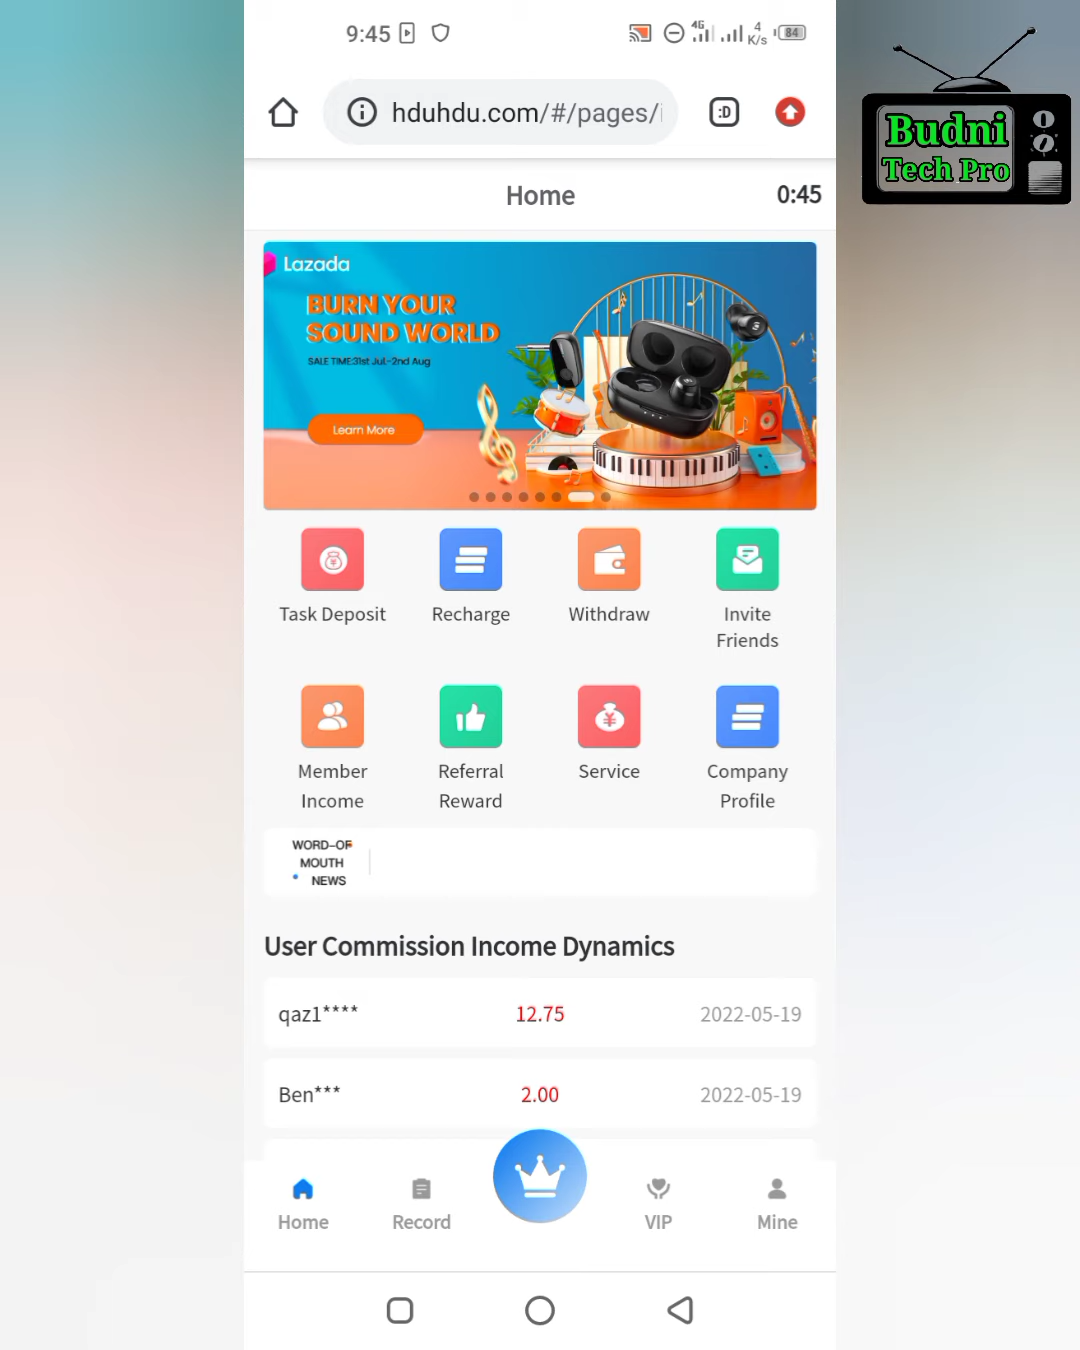 9:45
4G
4
K/s
84
hduhdu.com/#/pages/i
:D
Budni
Tech Pro
Home
0:45
Lazada
BURN YOUR
SOUND WORLD
SALE TIME:31st Jul.-2nd Aug
Learn More
Task Deposit
Recharge
Withdraw
Invite
Friends
Member
Income
Referral
Reward
Service
Company
Profile
WORD-OF
MOUTH
NEWS
User Commission Income Dynamics
qaz1**** 12.75 2022-05-19
Ben*** 2.00 2022-05-19
Home
Record
VIP
Mine